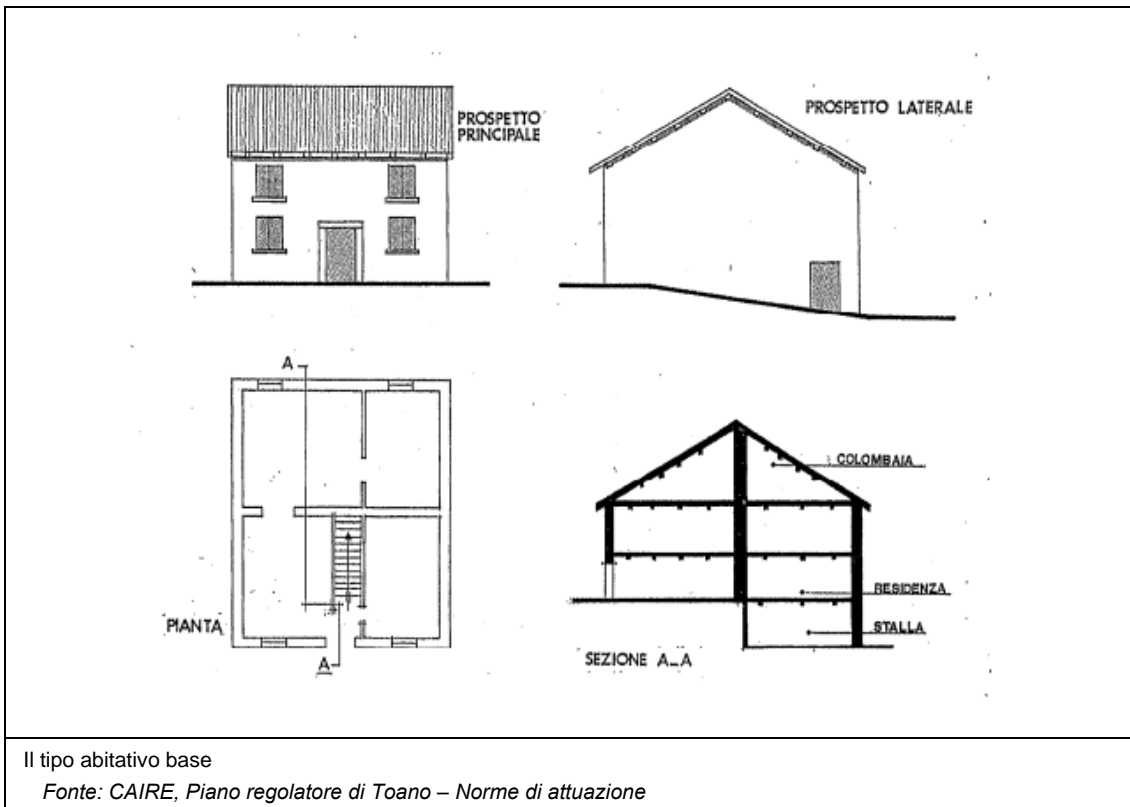 PROSPETTO
PRINCIPALE
PROSPETTO LATERALE
A
PIANTA
A
COLOMBAIA
RESIDENZA
STALLA
SEZIONE A_A
Il tipo abitativo base
Fonte: CAIRE, Piano regolatore di Toano – Norme di attuazione